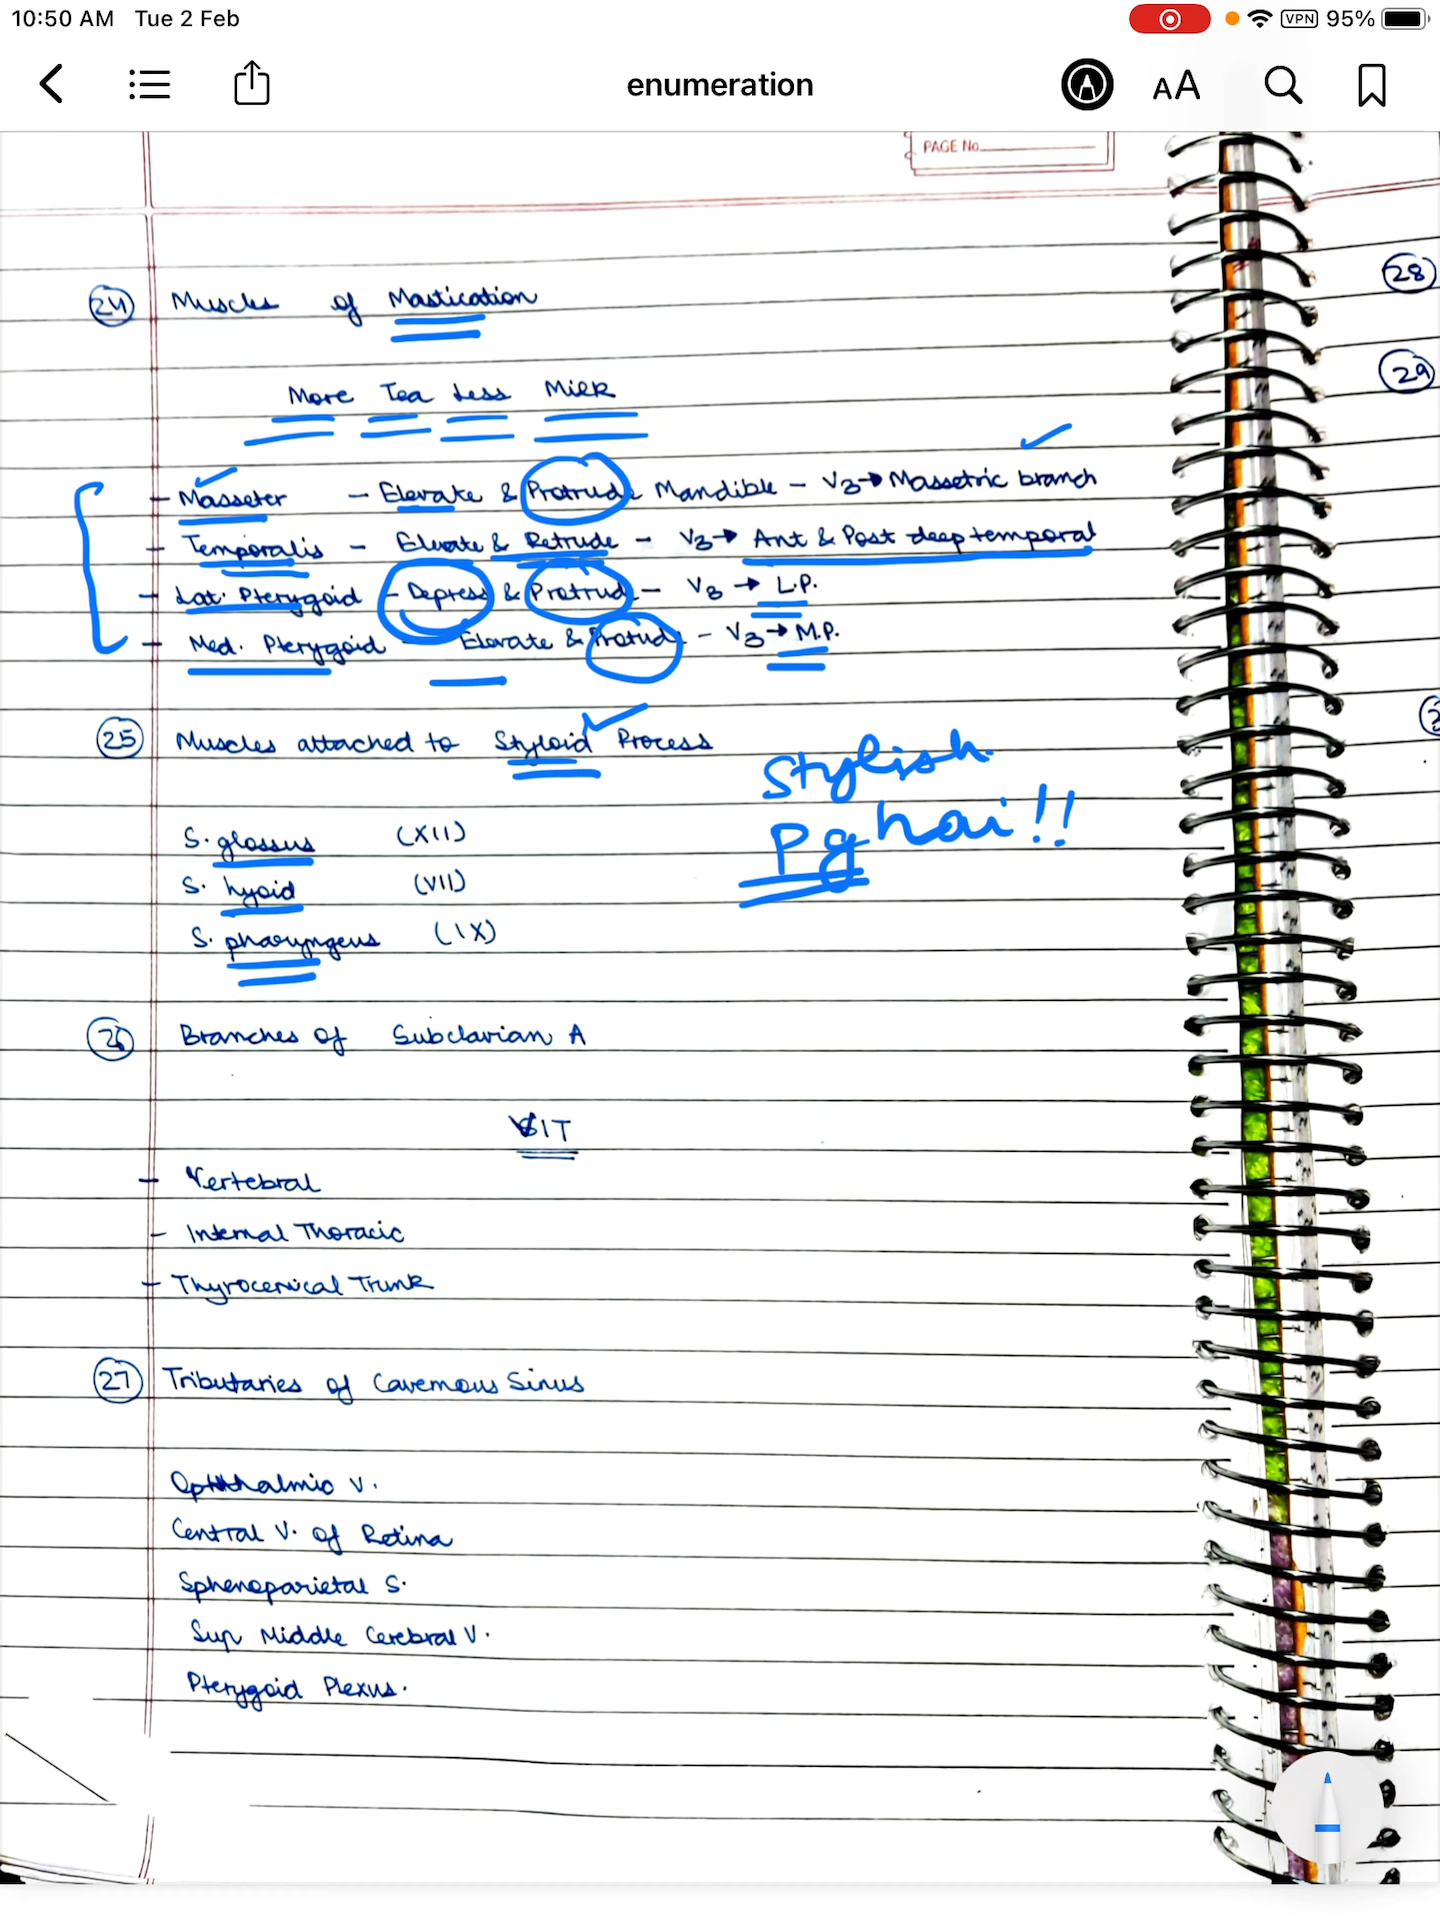 10:50 AM Tue 2 Feb
VPN 95%
enumeration
AA
PAGE No.
24 Muscles of Mastication
More Tea Less Milk
- Masseter - Elevate & Protrude Mandible - V3→ Massetric branch
- Temporalis - Elevate & Retrude - V3→ Ant & Post deep temporal
- Lat. Pterygoid - Depress & Protrud - V3 → L.P.
- Med. Pterygoid - Elevate & Protud - V3→ M.P.
25 Muscles attached to Styloid Process
Stylish
Pg hai!!
S. glossus (XII)
S. hyoid (VII)
S. pharyngeus (IX)
26 Branches of Subclavian A
VIT
- Vertebral
- Internal Thoracic
- Thyrocervical Trunk
27 Tributaries of Cavernous Sinus
Ophthalmic V.
Central V. of Retina
Sphenoparietal S.
Sup Middle Cerebral V.
Pterygoid Plexus.
28
29